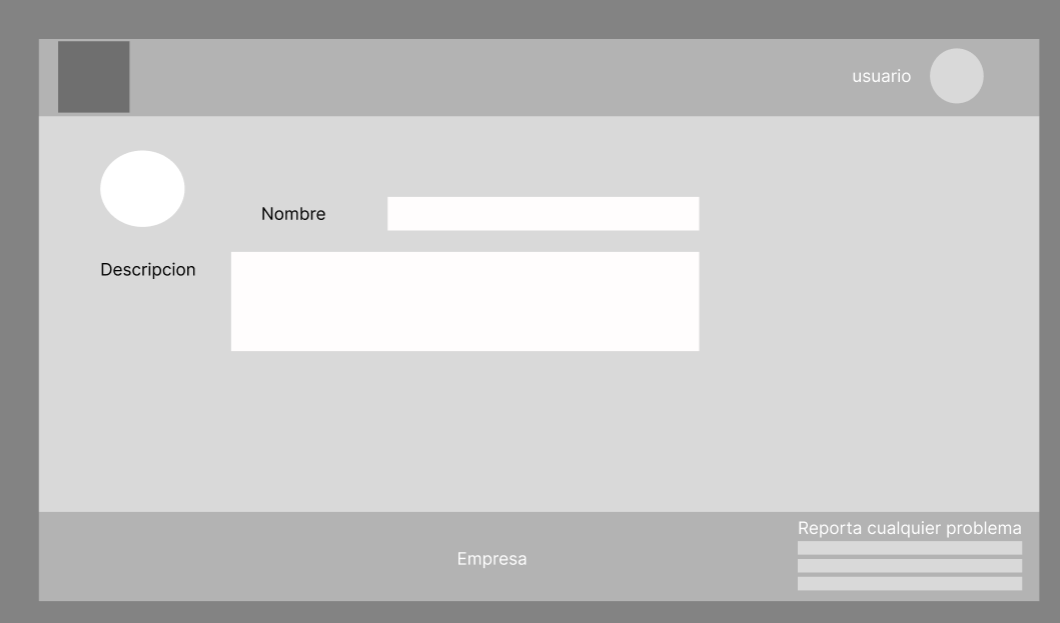 usuario
Nombre
Descripcion
Reporta cualquier problema
Empresa